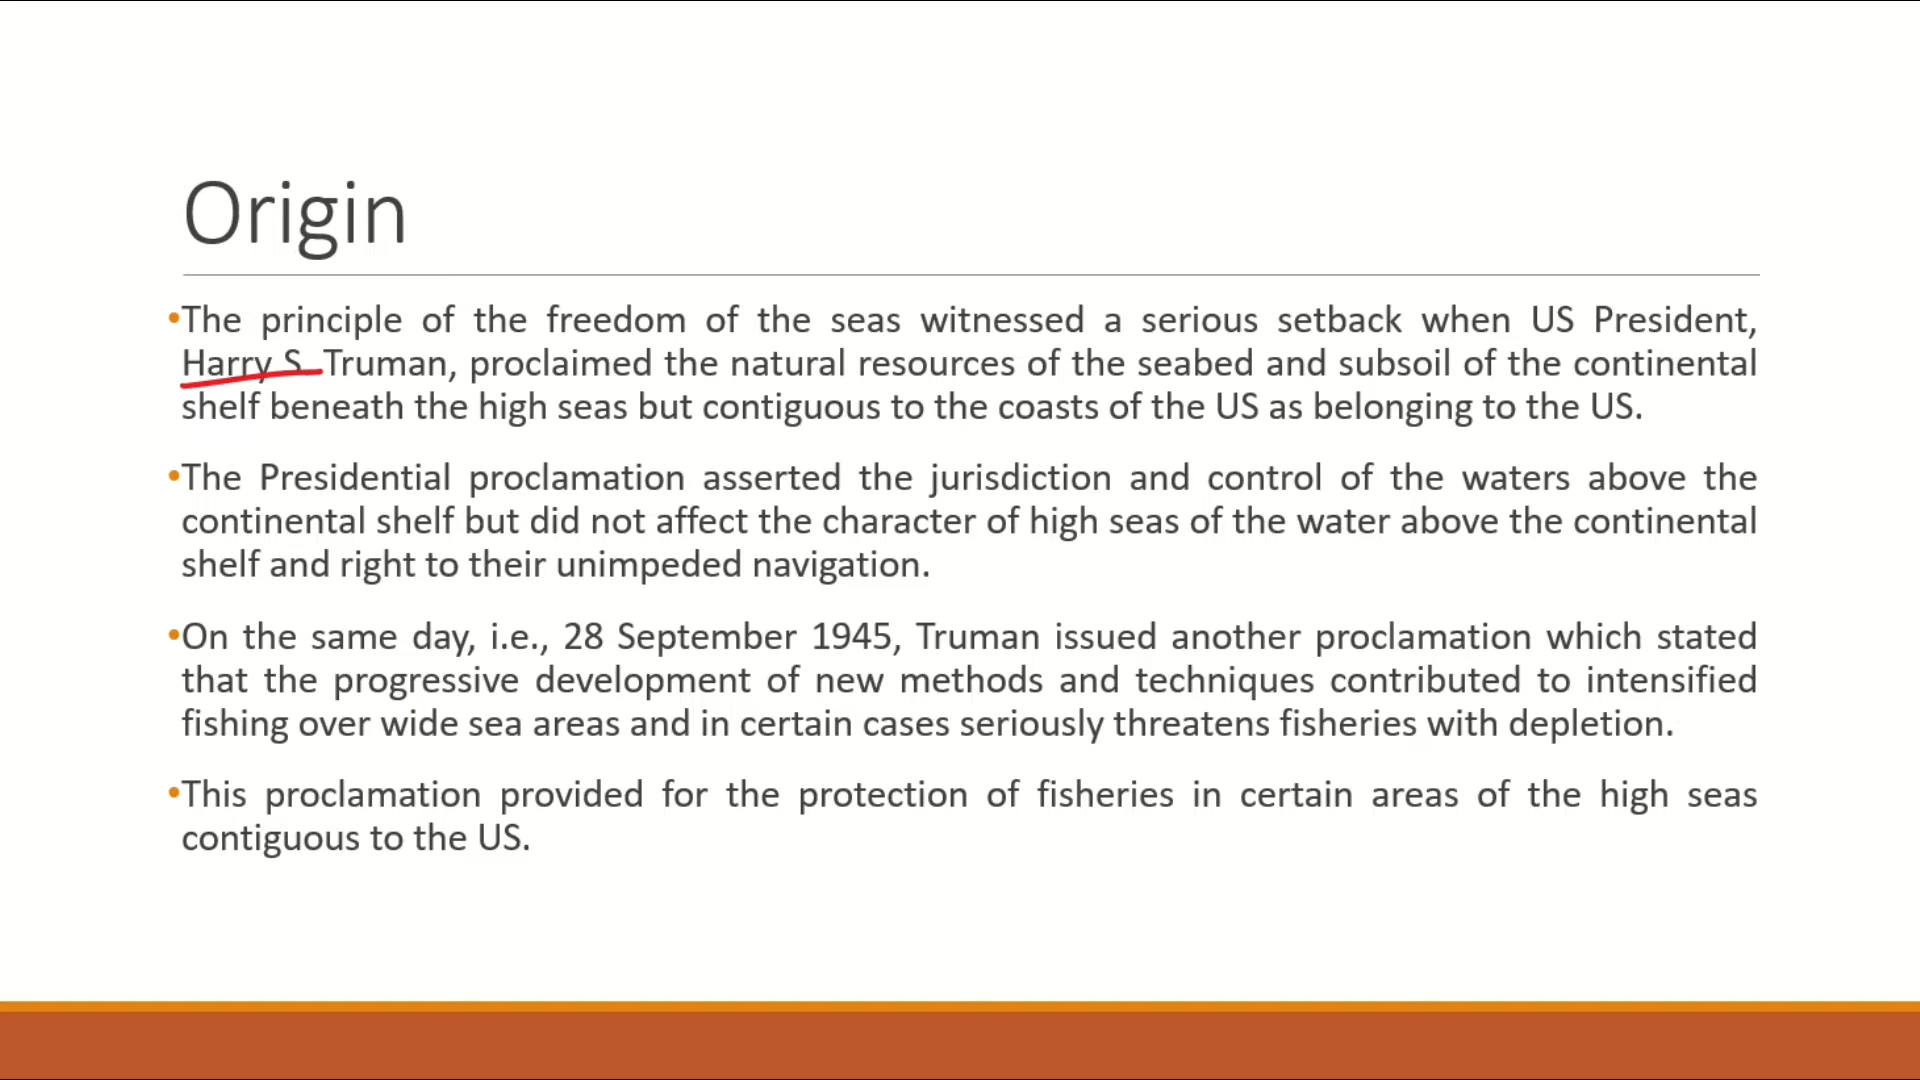 Origin
•The principle of the freedom of the seas witnessed a serious setback when US President,
Harry S. Truman, proclaimed the natural resources of the seabed and subsoil of the continental
shelf beneath the high seas but contiguous to the coasts of the US as belonging to the US.
•The Presidential proclamation asserted the jurisdiction and control of the waters above the
continental shelf but did not affect the character of high seas of the water above the continental
shelf and right to their unimpeded navigation.
•On the same day, i.e., 28 September 1945, Truman issued another proclamation which stated
that the progressive development of new methods and techniques contributed to intensified
fishing over wide sea areas and in certain cases seriously threatens fisheries with depletion.
•This proclamation provided for the protection of fisheries in certain areas of the high seas
contiguous to the US.